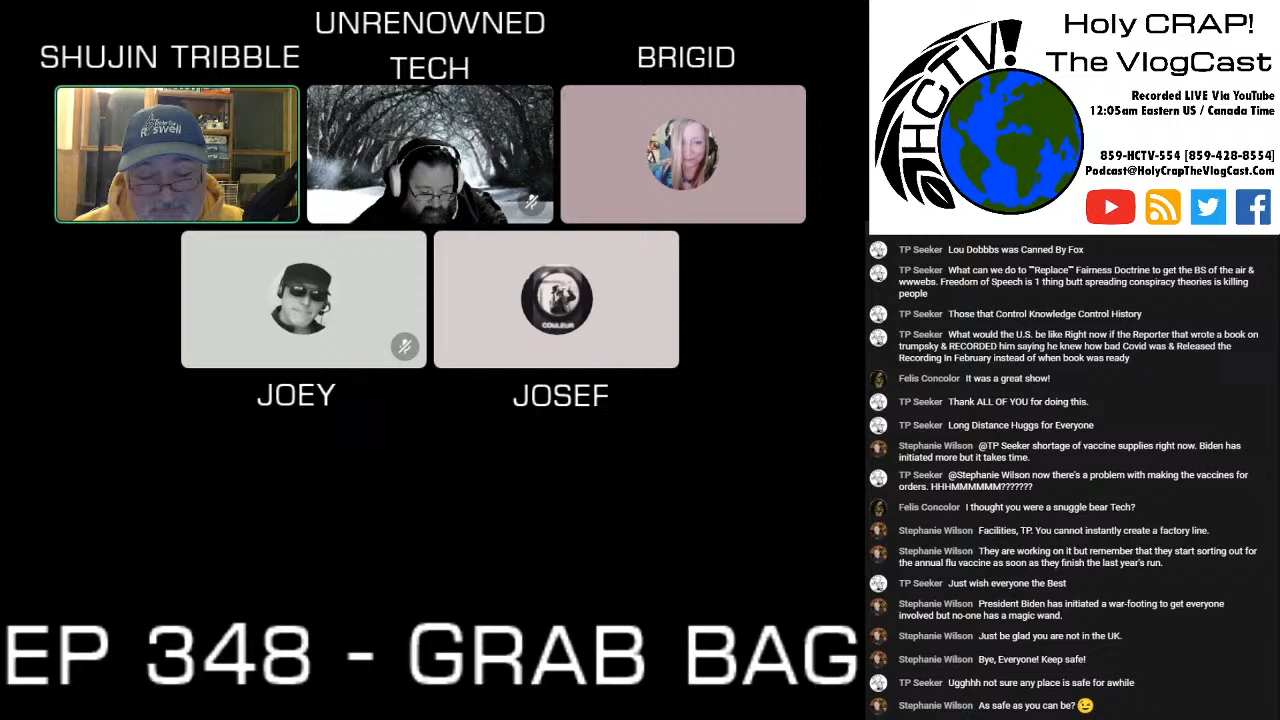 SHUJIN TRIBBLE
UNRENOWNED
TECH
BRIGID
Roswell
JOEY
COULEUR
JOSEF
EP 348 - GRAB BAG
HCTV!
Holy CRAP!
The VlogCast
Recorded LIVE Via YouTube
12:05am Eastern US / Canada Time
859-HCTV-554 [859-428-8554]
Podcast@HolyCrapTheVlogCast.Com
TP Seeker Lou Dobbbs was Canned By Fox
TP Seeker What can we do to ""Replace"" Fairness Doctrine to get the BS of the air &
wwwebs. Freedom of Speech is 1 thing butt spreading conspiracy theories is killing
people
TP Seeker Those that Control Knowledge Control History
TP Seeker What would the U.S. be like Right now if the Reporter that wrote a book on
trumpsky & RECORDED him saying he knew how bad Covid was & Released the
Recording In February instead of when book was ready
Felis Concolor It was a great show!
TP Seeker Thank ALL OF YOU for doing this.
TP Seeker Long Distance Huggs for Everyone
Stephanie Wilson @TP Seeker shortage of vaccine supplies right now. Biden has
initiated more but it takes time.
TP Seeker @Stephanie Wilson now there's a problem with making the vaccines for
orders. HHHMMMMMM???????
Felis Concolor I thought you were a snuggle bear Tech?
Stephanie Wilson Facilities, TP. You cannot instantly create a factory line.
Stephanie Wilson They are working on it but remember that they start sorting out for
the annual flu vaccine as soon as they finish the last year's run.
TP Seeker Just wish everyone the Best
Stephanie Wilson President Biden has initiated a war-footing to get everyone
involved but no-one has a magic wand.
Stephanie Wilson Just be glad you are not in the UK.
Stephanie Wilson Bye, Everyone! Keep safe!
TP Seeker Ugghhh not sure any place is safe for awhile
Stephanie Wilson As safe as you can be?😉